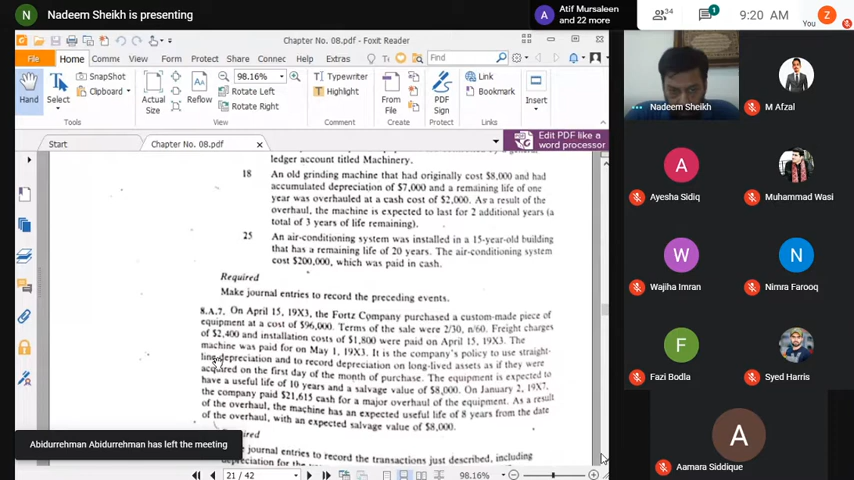 N Nadeem Sheikh is presenting
A Atif Mursaleen and 22 more
34
1
9:20 AM
You
Z
Chapter No. 08.pdf - Foxit Reader
File Home Comme View Form Protect Share Connect Help Extras Find
Hand
Select
SnapShot
Clipboard
Actual Size
Reflow
98.16%
Rotate Left
Rotate Right
Typewriter
Highlight
From File
PDF Sign
Link
Bookmark
Insert
View
Comment
Create
Protect
Links
Start
Chapter No. 08.pdf
Edit PDF like a word processor
ledger account titled Machinery.
18 An old grinding machine that had originally cost $8,000 and had
accumulated depreciation of $7,000 and a remaining life of one
year was overhauled at a cash cost of $2,000. As a result of the
overhaul, the machine is expected to last for 2 additional years (a
total of 3 years of life remaining).
25 An air-conditioning system was installed in a 15-year-old building
that has a remaining life of 20 years. The air-conditioning system
cost $200,000, which was paid in cash.
Required
Make journal entries to record the preceding events.
8.A.7. On April 15, 19X3, the Fortz Company purchased a custom-made piece of
equipment at a cost of $96,000. Terms of the sale were 2/30, n/60. Freight charges
of $2,400 and installation costs of $1,800 were paid on April 15, 19X3. The
machine was paid for on May 1, 19X3. It is the company's policy to use straight-
line depreciation and to record depreciation on long-lived assets as if they were
acquired on the first day of the month of purchase. The equipment is expected to
have a useful life of 10 years and a salvage value of $8,000. On January 2, 19X7,
the company paid $21,615 cash for a major overhaul of the equipment. As a result
of the overhaul, the machine has an expected useful life of 8 years from the date
of the overhaul, with an expected salvage value of $8,000.
journal entries to record the transactions just described, including
Abidurrehman Abidurrehman has left the meeting
21 / 42
98.16%
Nadeem Sheikh
M Afzal
A
Ayesha Sidiq
Muhammad Wasi
W
Wajiha Imran
N
Nimra Farooq
F
Fazi Bodla
Syed Harris
A
Aamara Siddique